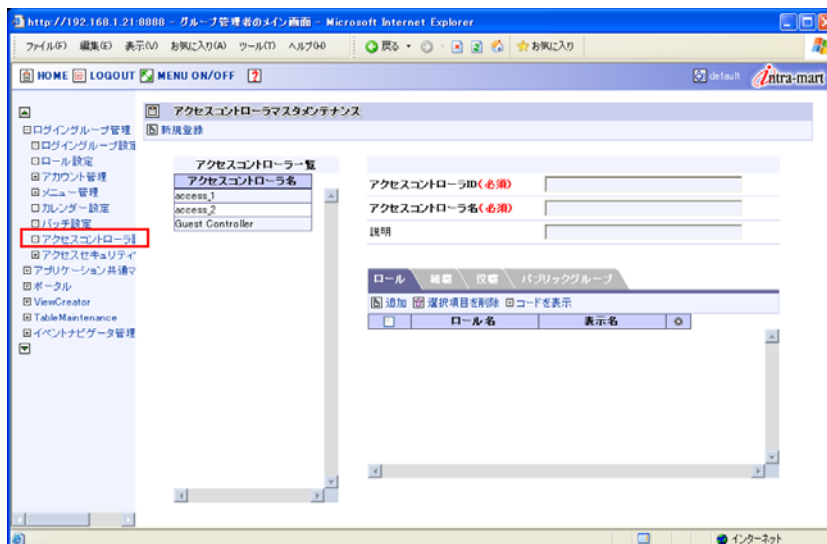 http://192.168.1.21:8888 - グループ管理者のメイン画面 - Microsoft Internet Explorer
ファイル(F) 編集(E) 表示(V) お気に入り(A) ツール(T) ヘルプ(H) 戻る お気に入り
HOME LOGOUT MENU ON/OFF ? default intra-mart
アクセスコントローラマスタメンテナンス
新規登録
ログイングループ管理
ログイングループ設定
ロール設定
アカウント管理
メニュー管理
カレンダー設定
バッチ設定
アクセスコントローラ
アクセスセキュリティ
アプリケーション共通マ
ポータル
ViewCreator
TableMaintenance
イベントナビゲータ管理
アクセスコントローラ一覧
アクセスコントローラ名
access_1
access_2
Guest Controller
アクセスコントローラID(必須)
アクセスコントローラ名(必須)
説明
ロール 組織 役職 パブリックグループ
追加 選択項目を削除 コードを表示
ロール名 表示名
インターネット